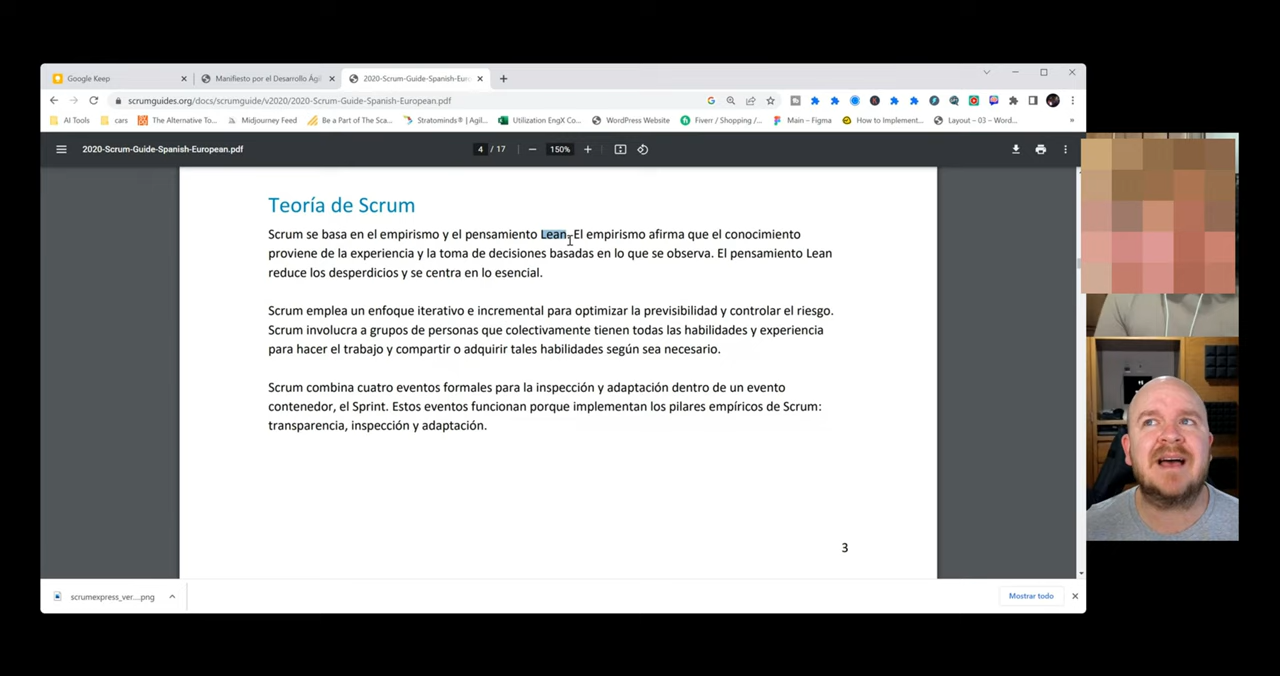 Google Keep
Manifiesto por el Desarrollo Ágil
2020-Scrum-Guide-Spanish-Euro
scrumguides.org/docs/scrumguide/v2020/2020-Scrum-Guide-Spanish-European.pdf
AI Tools cars The Alternative To... Midjourney Feed Be a Part Of The Sca... Stratominds® | Agil... Utilization EngX Co... WordPress Website Fiverr / Shopping /... Main – Figma How to Implement... Layout – 03 – Word... »
2020-Scrum-Guide-Spanish-European.pdf 4 / 17 150%
Teoría de Scrum
Scrum se basa en el empirismo y el pensamiento Lean. El empirismo afirma que el conocimiento
proviene de la experiencia y la toma de decisiones basadas en lo que se observa. El pensamiento Lean
reduce los desperdicios y se centra en lo esencial.
Scrum emplea un enfoque iterativo e incremental para optimizar la previsibilidad y controlar el riesgo.
Scrum involucra a grupos de personas que colectivamente tienen todas las habilidades y experiencia
para hacer el trabajo y compartir o adquirir tales habilidades según sea necesario.
Scrum combina cuatro eventos formales para la inspección y adaptación dentro de un evento
contenedor, el Sprint. Estos eventos funcionan porque implementan los pilares empíricos de Scrum:
transparencia, inspección y adaptación.
3
scrumexpress_ver....png
Mostrar todo